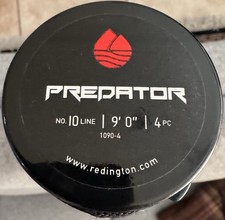 PREDATOR
NO. 10 LINE | 9' 0" | 4 PC
1090-4
www.redington.com